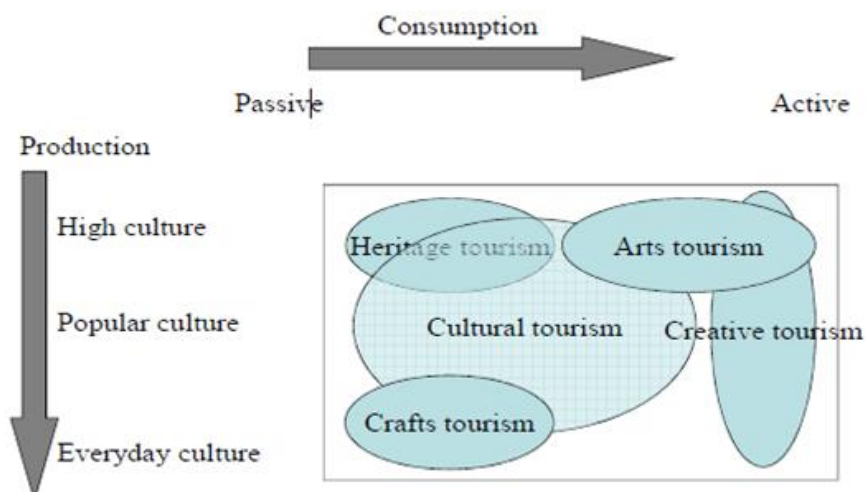 Consumption
Passive
Active
Production
High culture
Heritage tourism
Arts tourism
Popular culture
Cultural tourism
Creative tourism
Crafts tourism
Everyday culture